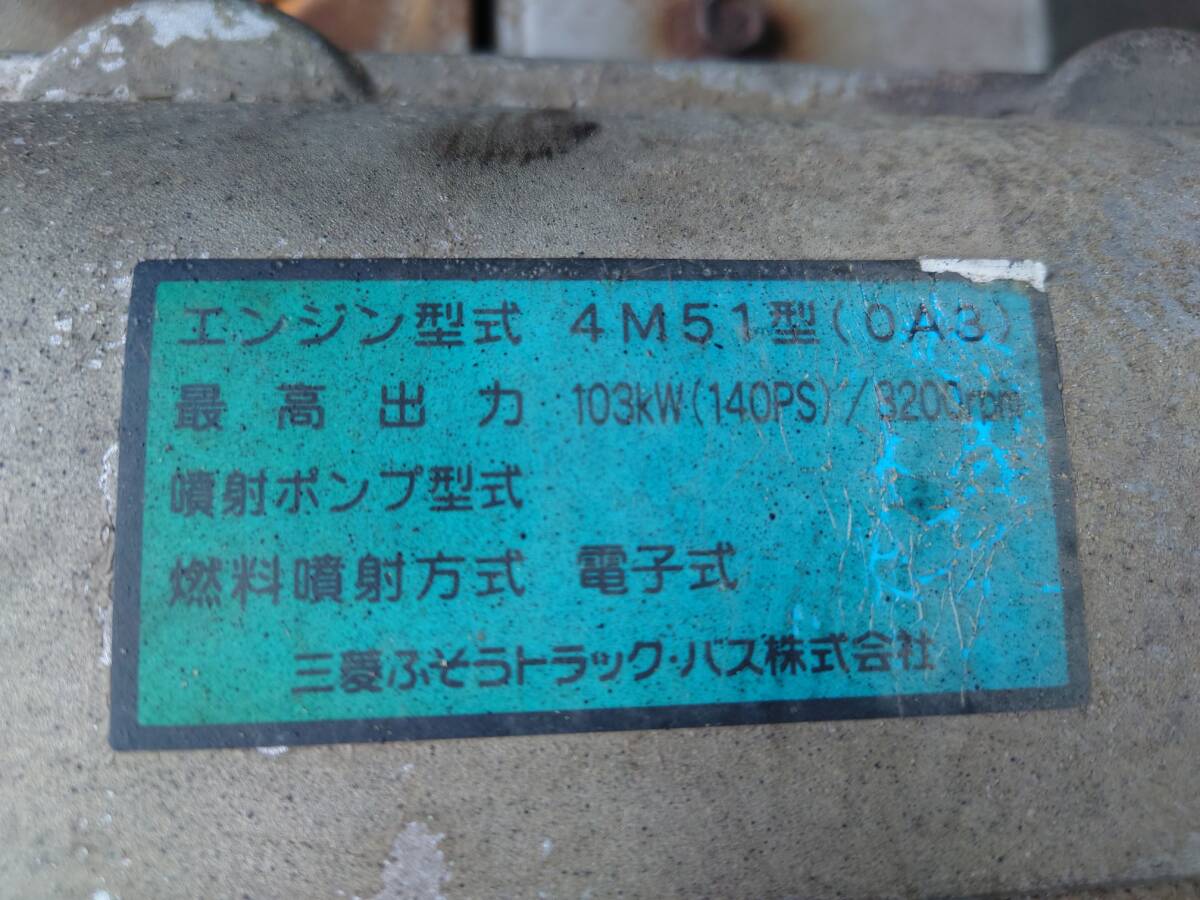 エンジン型式 4M51型(0A3)
最高出力 103kW(140PS)/3200rpm
噴射ポンプ型式
燃料噴射方式 電子式
三菱ふそうトラック・バス株式会社